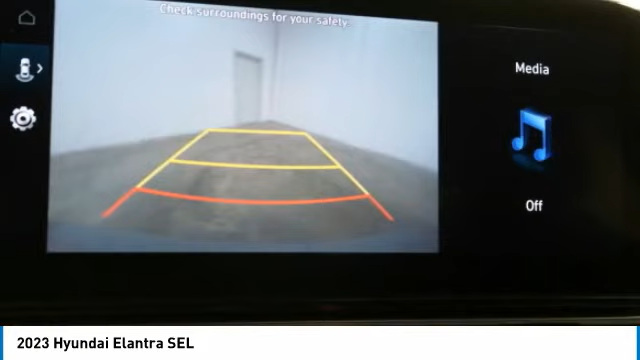 Check surroundings for your safety
Media
Off
2023 Hyundai Elantra SEL